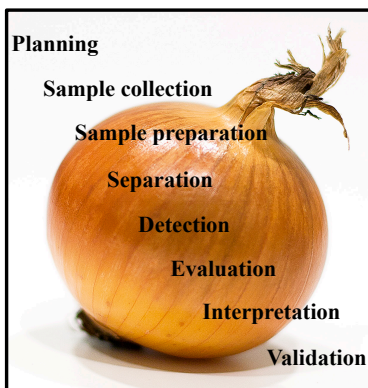 Planning
Sample collection
Sample preparation
Separation
Detection
Evaluation
Interpretation
Validation